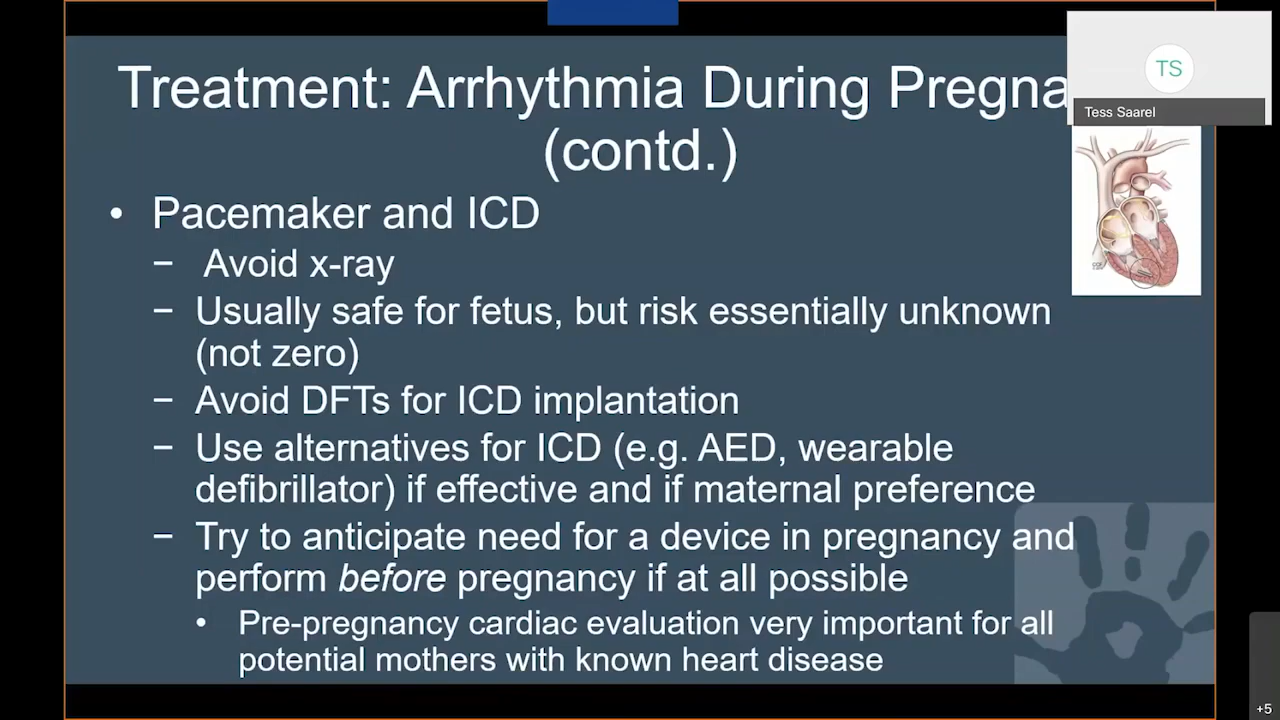 Treatment: Arrhythmia During Pregna
(contd.)
TS
Tess Saarel
• Pacemaker and ICD
– Avoid x-ray
– Usually safe for fetus, but risk essentially unknown
(not zero)
– Avoid DFTs for ICD implantation
– Use alternatives for ICD (e.g. AED, wearable
defibrillator) if effective and if maternal preference
– Try to anticipate need for a device in pregnancy and
perform before pregnancy if at all possible
• Pre-pregnancy cardiac evaluation very important for all
potential mothers with known heart disease
+5